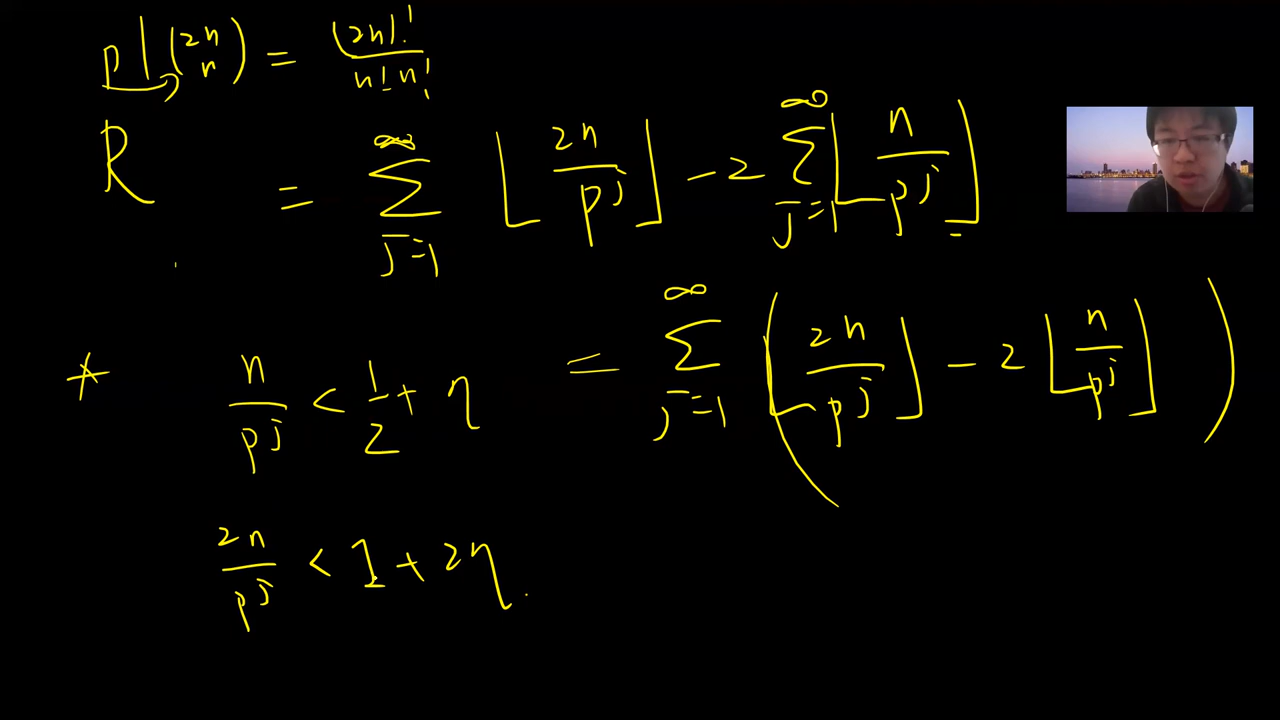 p | (2n n) = (2n)! / n! n!
R = ∑_{j=1}^{∞} ⌊2n / p^j⌋ - 2 ∑_{j=1}^{∞} ⌊n / p^j⌋
= ∑_{j=1}^{∞} (⌊2n / p^j⌋ - 2 ⌊n / p^j⌋)
* n / p^j < 1/2 + η
2n / p^j < 1 + 2η